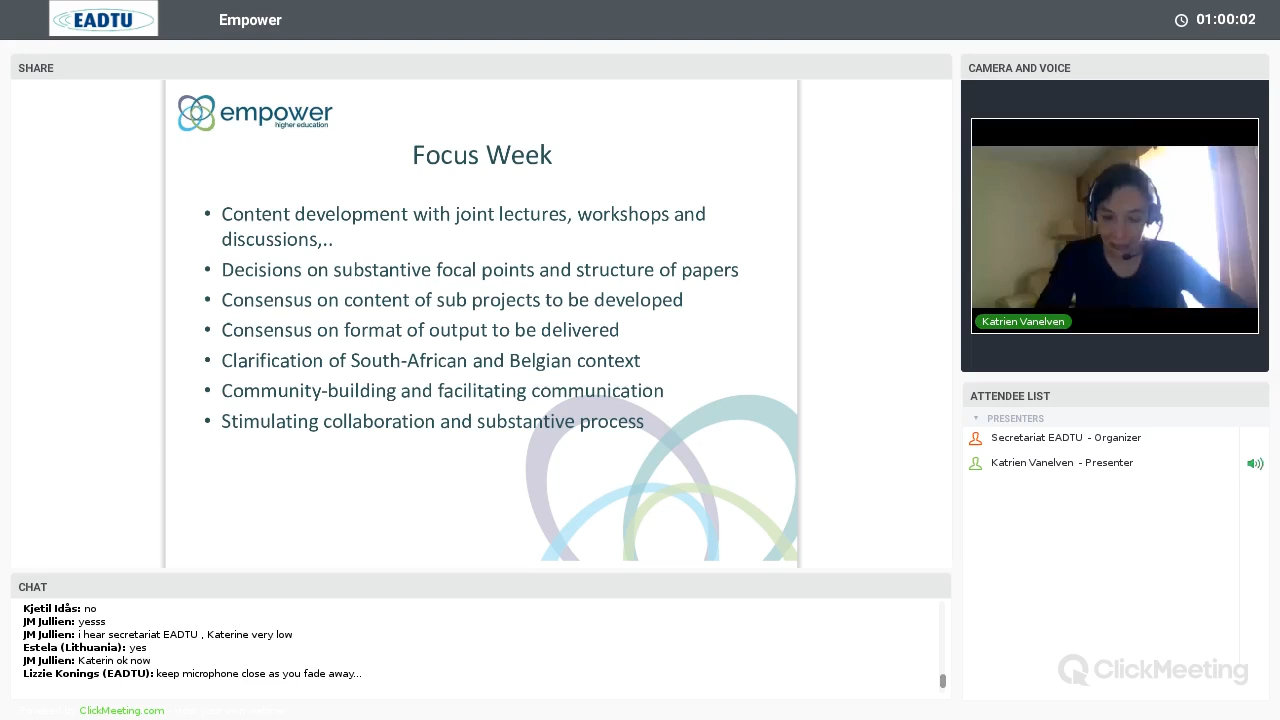 EADTU
Empower
01:00:02
SHARE
empower
higher education
Focus Week
• Content development with joint lectures, workshops and
discussions,..
• Decisions on substantive focal points and structure of papers
• Consensus on content of sub projects to be developed
• Consensus on format of output to be delivered
• Clarification of South-African and Belgian context
• Community-building and facilitating communication
• Stimulating collaboration and substantive process
CAMERA AND VOICE
Katrien Vanelven
ATTENDEE LIST
PRESENTERS
Secretariat EADTU - Organizer
Katrien Vanelven - Presenter
CHAT
Kjetil Idås: no
JM Jullien: yesss
JM Jullien: i hear secretariat EADTU , Katerine very low
Estela (Lithuania): yes
JM Jullien: Katerin ok now
Lizzie Konings (EADTU): keep microphone close as you fade away...
ClickMeeting
ClickMeeting.com